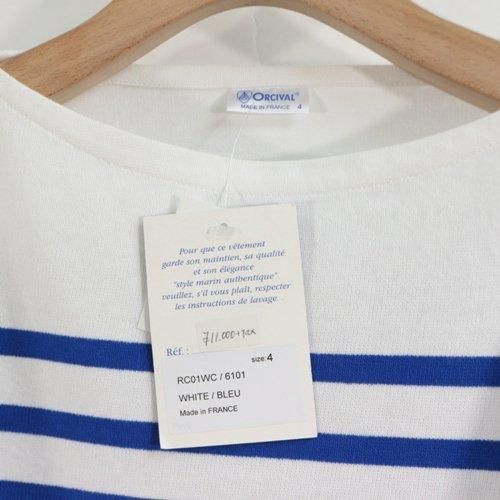 ORCIVAL®
MADE IN FRANCE 4
Pour que ce vêtement
garde son maintien, sa qualité
et son élégance
"style marin authentique"
veuillez, s'il vous plaît, respecter
les instructions de lavage.
Réf. :
11.000+tax
size: 4
RC01WC / 6101
WHITE / BLEU
Made in FRANCE